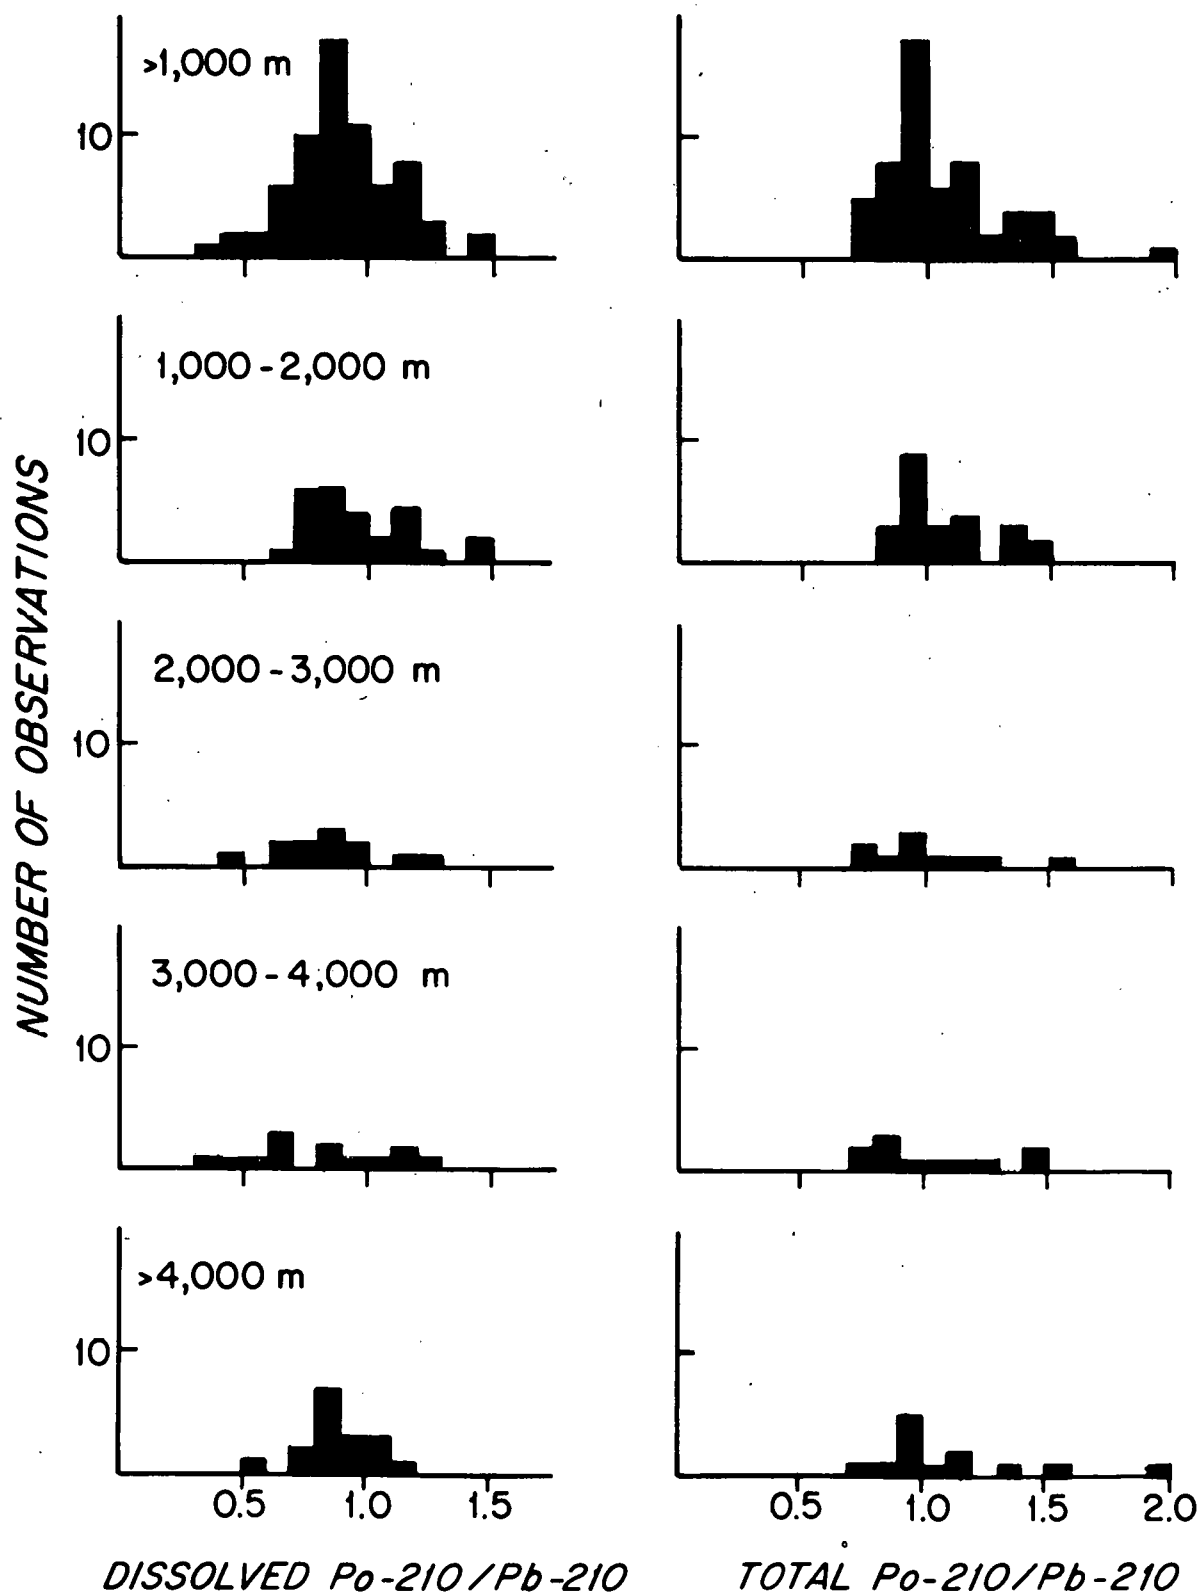 >1,000 m
10
1,000-2,000 m
10
2,000-3,000 m
10
3,000-4,000 m
10
>4,000 m
10
0.5 1.0 1.5
0.5 1.0 1.5 2.0
NUMBER OF OBSERVATIONS
DISSOLVED Po-210/Pb-210
TOTAL Po-210/Pb-210